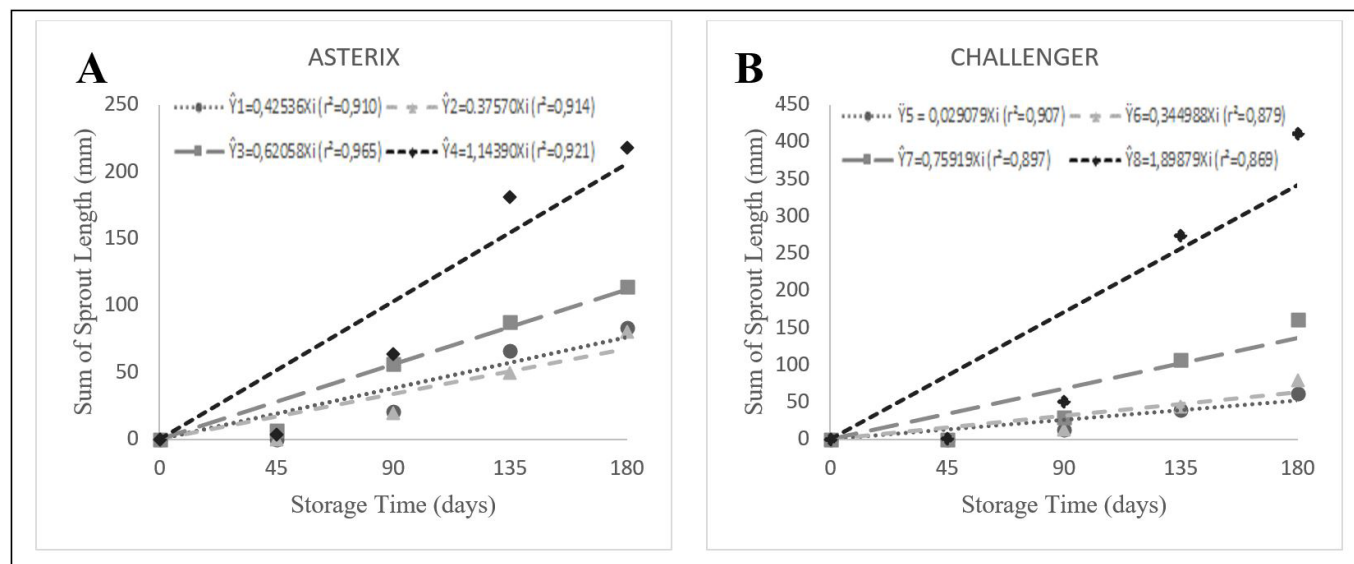 A
ASTERIX
Ŷ1=0,42536Xi (r²=0,910) Ŷ2=0.37570Xi (r²=0,914)
Ŷ3=0,62058Xi (r²=0,965) Ŷ4=1,14390Xi (r²=0,921)
250
200
150
100
50
0
0 45 90 135 180
Sum of Sprout Length (mm)
Storage Time (days)
B
CHALLENGER
Ÿ5 = 0,029079Xi (r²=0,907) Ÿ6=0,344988Xi (r²=0,879)
Ŷ7=0,75919Xi (r²=0,897) Ŷ8=1,89879Xi (r²=0,869)
450
400
350
300
250
200
150
100
50
0
0 45 90 135 180
Sum of Sprout Length (mm)
Storage Time (days)